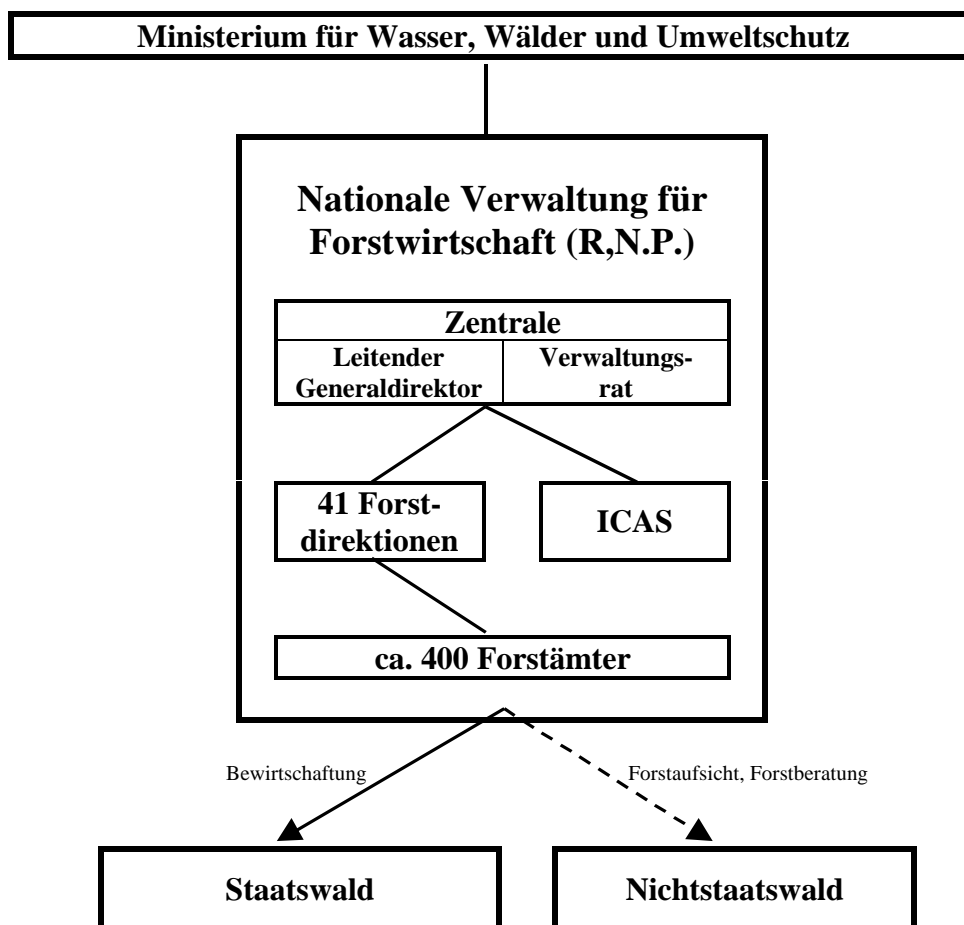 Ministerium für Wasser, Wälder und Umweltschutz
Nationale Verwaltung für
Forstwirtschaft (R,N.P.)
Zentrale
Leitender
Generaldirektor
Verwaltungs-
rat
41 Forst-
direktionen
ICAS
ca. 400 Forstämter
Bewirtschaftung
Forstaufsicht, Forstberatung
Staatswald
Nichtstaatswald